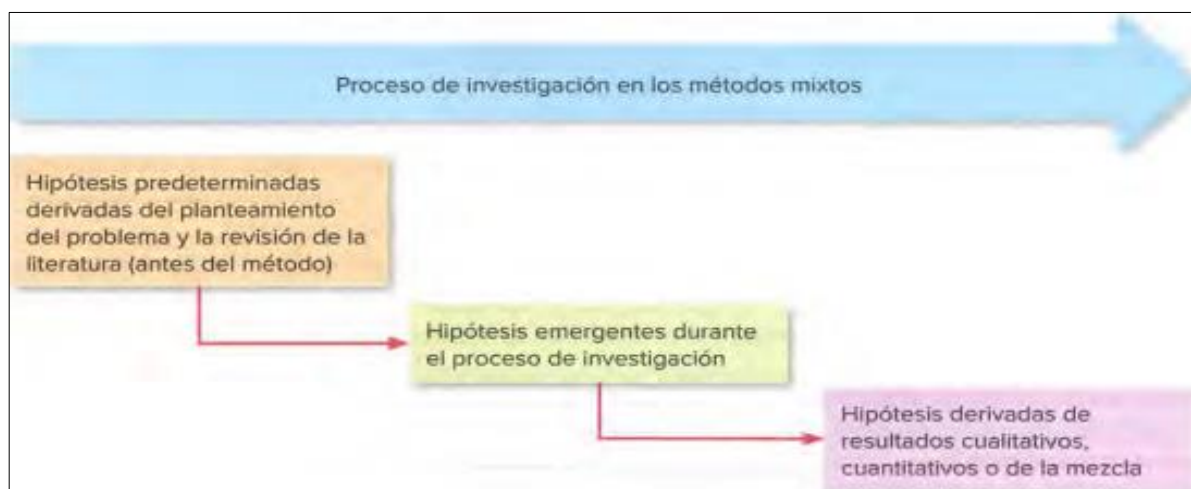 Proceso de investigación en los métodos mixtos
Hipótesis predeterminadas
derivadas del planteamiento
del problema y la revisión de la
literatura (antes del método)
Hipótesis emergentes durante
el proceso de investigación
Hipótesis derivadas de
resultados cualitativos,
cuantitativos o de la mezcla